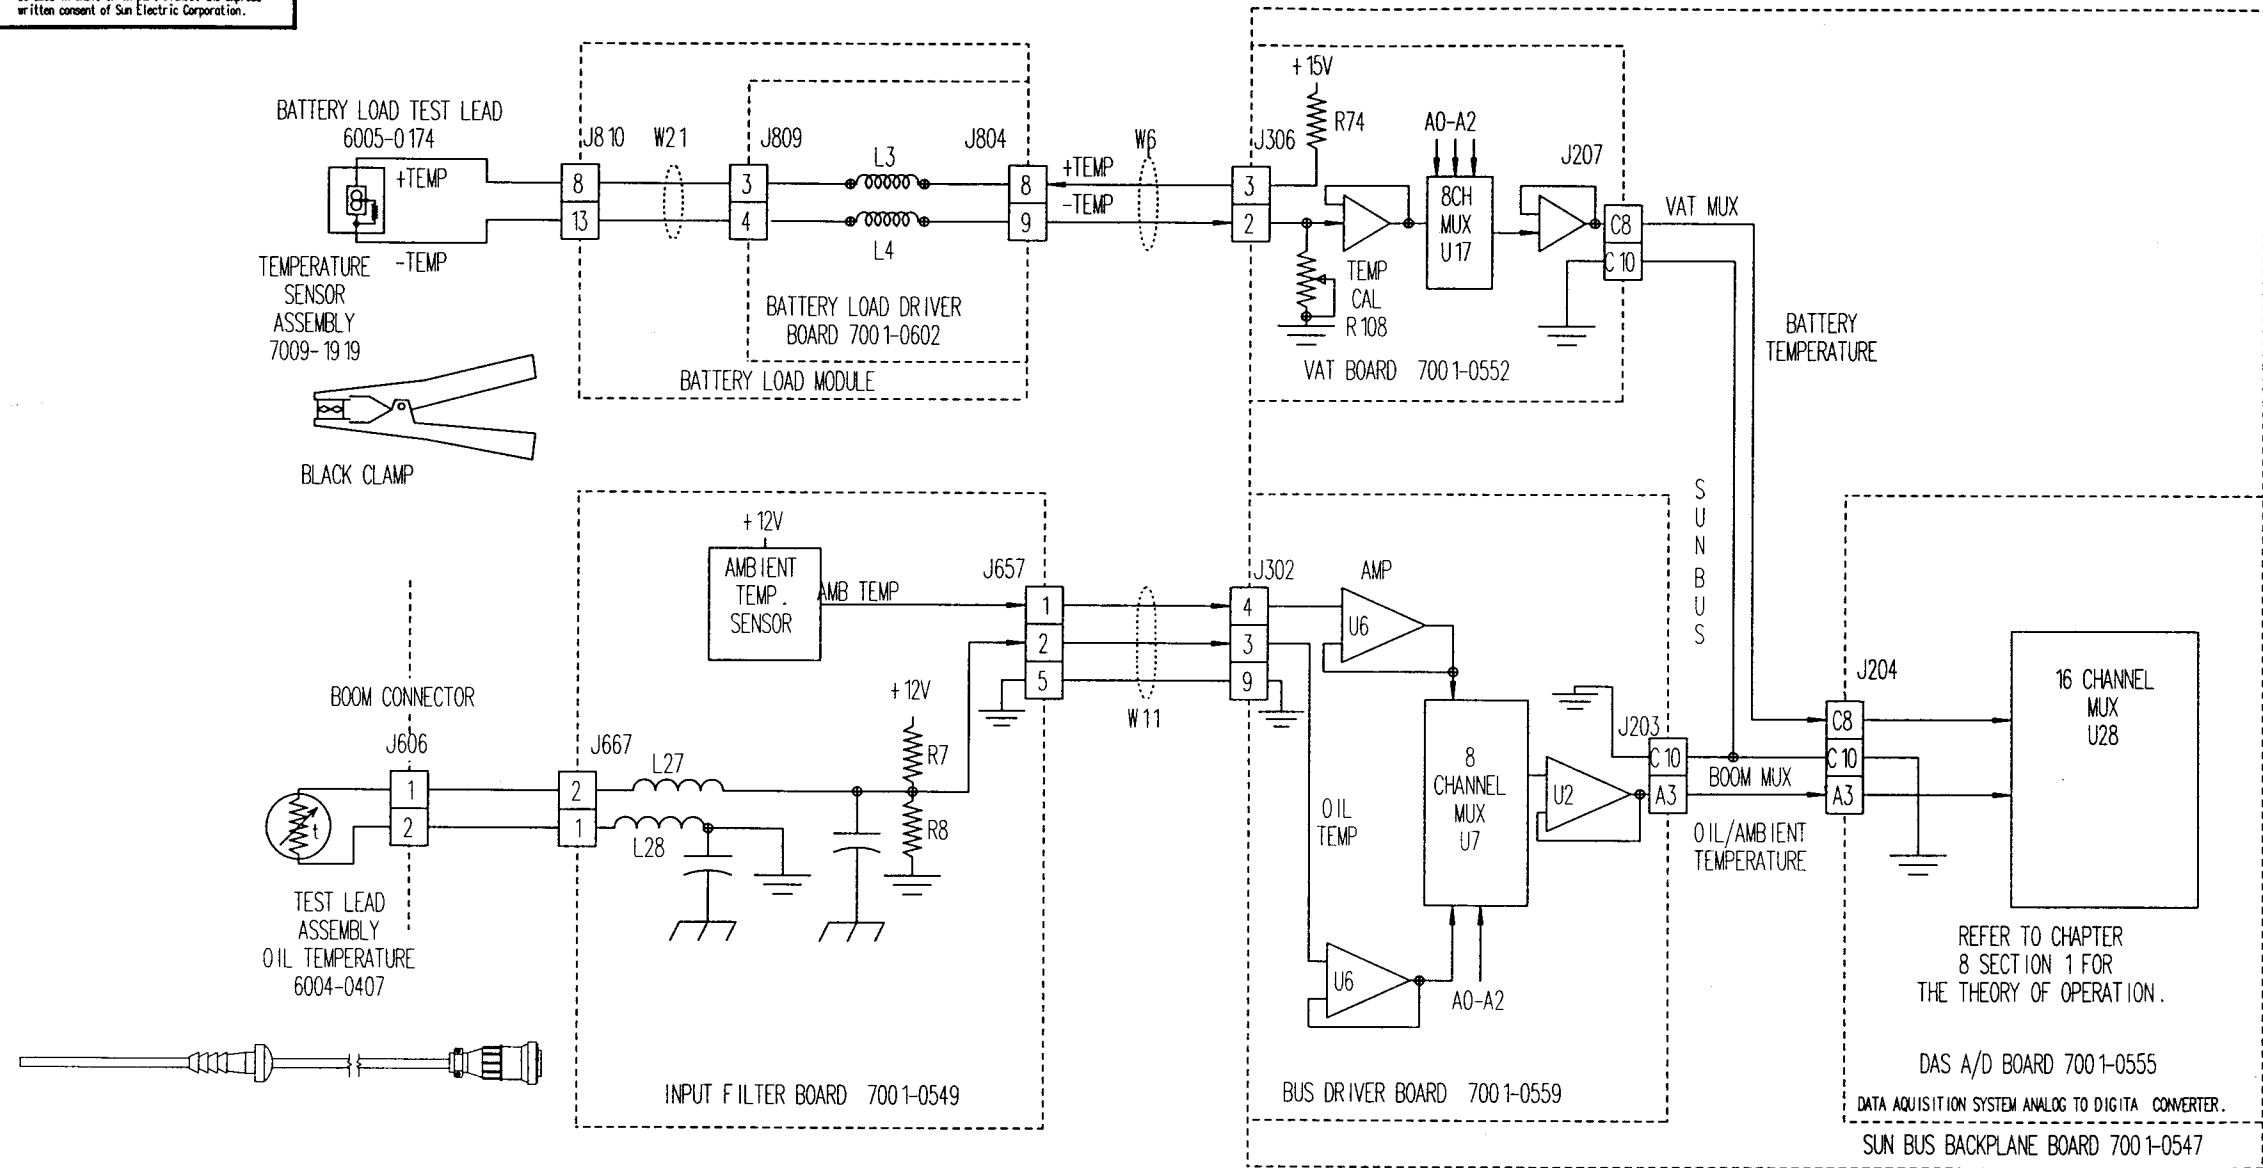 written consent of Sun Electric Corporation.
BATTERY LOAD TEST LEAD
6005-0174
+TEMP
-TEMP
TEMPERATURE
SENSOR
ASSEMBLY
7009-1919
BLACK CLAMP
J810
W21
8
13
J809
3
4
L3
L4
J804
8
9
BATTERY LOAD DRIVER
BOARD 7001-0602
BATTERY LOAD MODULE
W6
+TEMP
-TEMP
J306
3
2
+15V
R74
A0-A2
8CH
MUX
U17
TEMP
CAL
R108
J207
C8
C10
VAT BOARD 7001-0552
VAT MUX
BATTERY
TEMPERATURE
SUN BUS
+12V
AMBIENT
TEMP.
SENSOR
AMB TEMP
J657
1
2
5
W11
J302
4
3
9
AMP
U6
BOOM CONNECTOR
J606
1
2
t
J667
2
1
L27
L28
+12V
R7
R8
TEST LEAD
ASSEMBLY
OIL TEMPERATURE
6004-0407
INPUT FILTER BOARD 7001-0549
OIL
TEMP
U6
8
CHANNEL
MUX
U7
A0-A2
U2
J203
C10
A3
BOOM MUX
OIL/AMBIENT
TEMPERATURE
BUS DRIVER BOARD 7001-0559
J204
C8
C10
A3
16 CHANNEL
MUX
U28
REFER TO CHAPTER
8 SECTION 1 FOR
THE THEORY OF OPERATION.
DAS A/D BOARD 7001-0555
DATA AQUISITION SYSTEM ANALOG TO DIGITA CONVERTER.
SUN BUS BACKPLANE BOARD 7001-0547